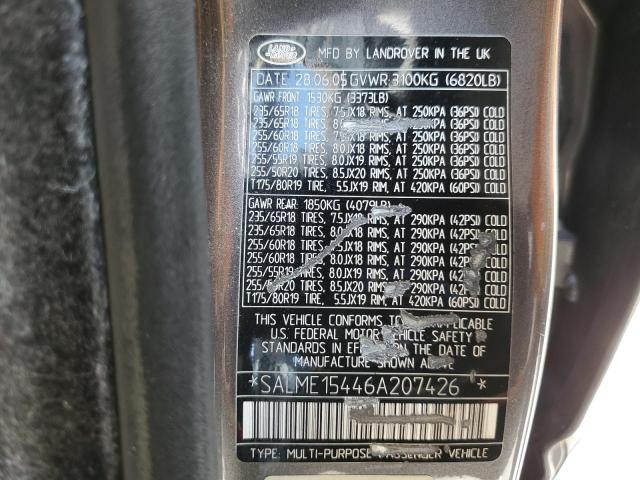 LAND ROVER
MFD BY LANDROVER IN THE UK
DATE 28.06.05 GVWR 3100KG (6820LB)
GAWR FRONT 1530KG (3373LB)
235/65R18 TIRES, 7.5JX18 RIMS, AT 250KPA (36PSI) COLD
235/65R18 TIRES, RIMS, AT 250KPA (36PSI) COLD
255/60R18 TIRES, 7.5JX18 RIMS, AT 250KPA (36PSI) COLD
255/60R18 TIRES, 8.0JX18 RIMS, AT 250KPA (36PSI) COLD
255/55R19 TIRES, 8.0JX19 RIMS, AT 250KPA (36PSI) COLD
255/50R20 TIRES, 8.5JX20 RIMS, AT 250KPA (36PSI) COLD
T175/80R19 TIRE, 5.5JX19 RIM, AT 420KPA (60PSI) COLD
GAWR REAR: 1850KG (4079LB)
235/65R18 TIRES, 7.5JX18 RIMS, AT 290KPA (42PSI) COLD
235/65R18 TIRES, 8.0JX18 RIMS, AT 290KPA (42PSI) COLD
255/60R18 TIRES, 7.5JX18 RIMS, AT 290KPA (42PSI) COLD
255/60R18 TIRES, 8.0JX18 RIMS, AT 290KPA COLD
255/55R19 TIRES, 8.0JX19 RIMS, AT 290KPA COLD
TIRES, 8.5JX20 RIMS, AT 290KPA COLD
T175/80R19 TIRE, 5.5JX19 RIM, AT 420KPA (60PSI) COLD
THIS VEHICLE CONFORMS TO APPLICABLE
U.S. FEDERAL MOTOR VEHICLE SAFETY
STANDARDS IN ON THE DATE OF
MANUFACTURE SHOWN
*SALME15446A207426*
TYPE: MULTI-PURPOSE PASSENGER VEHICLE